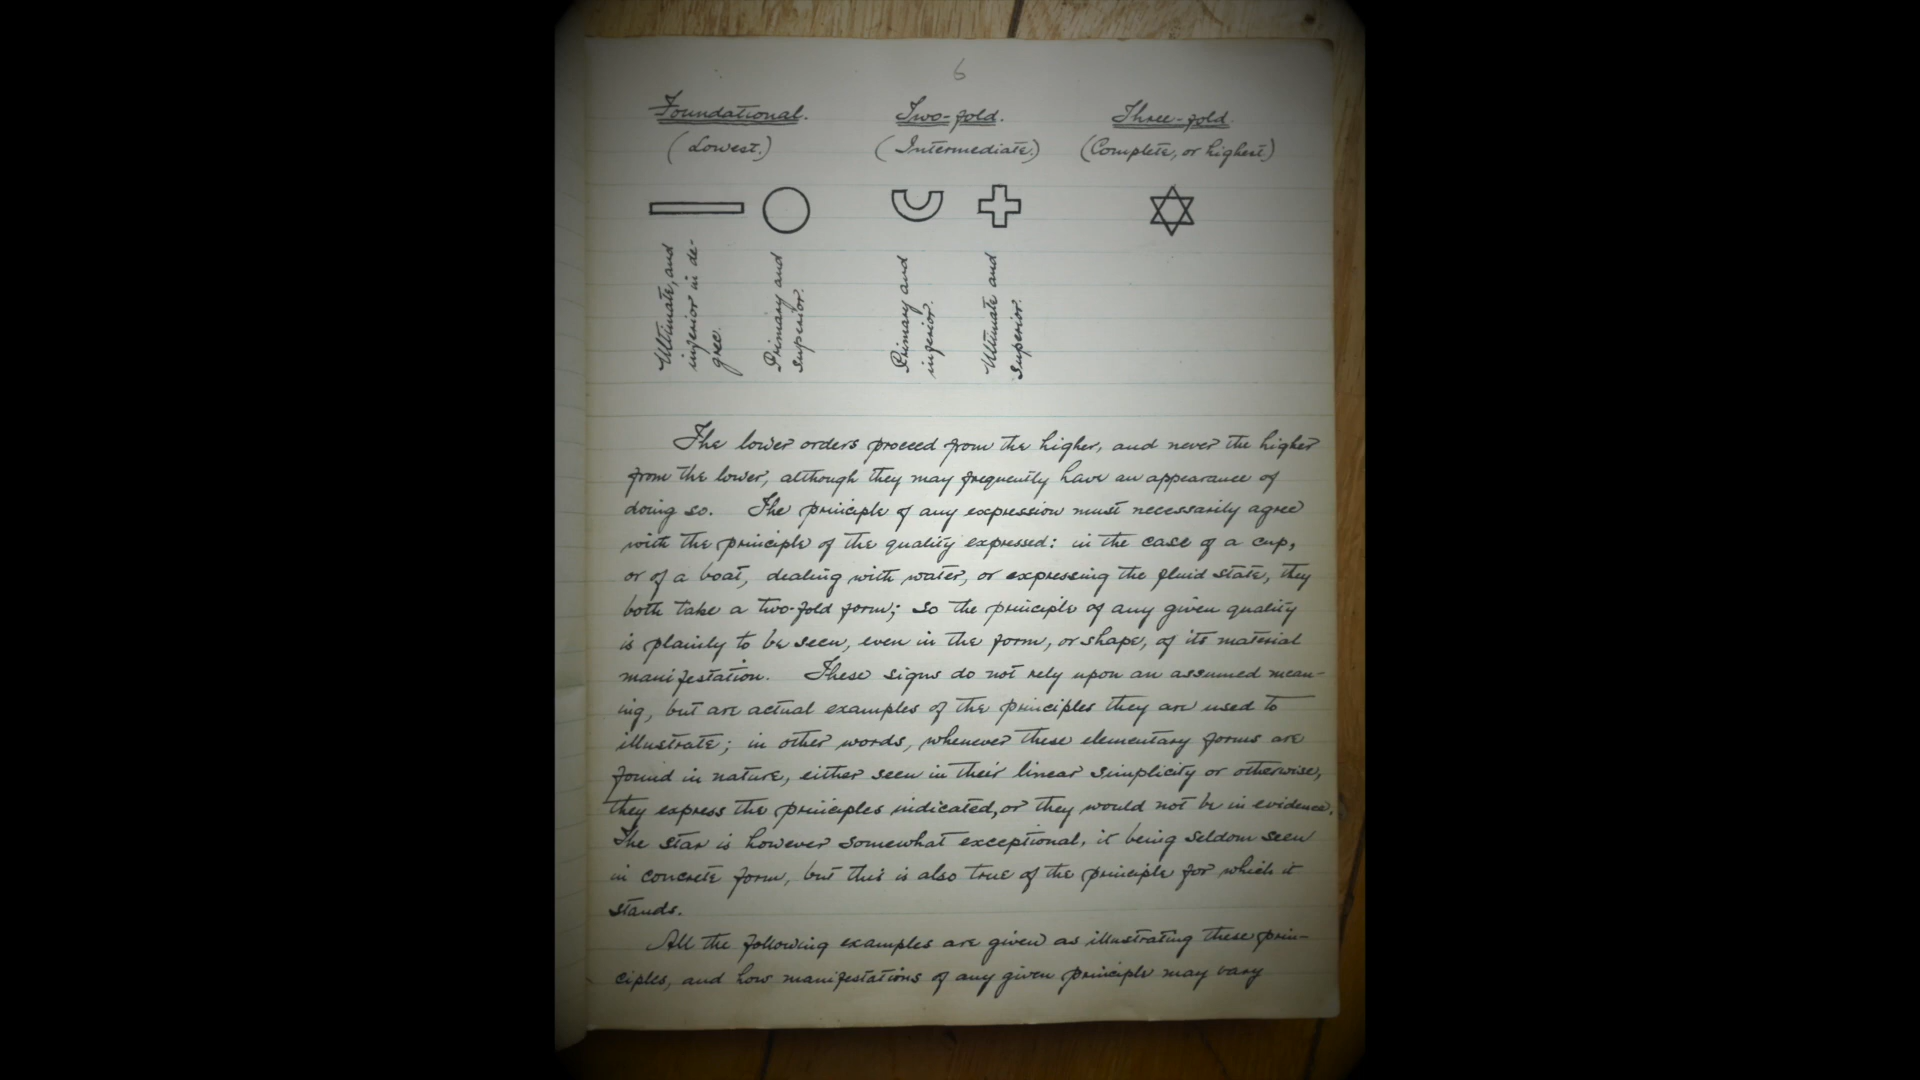 6
Foundational. Two-fold. Three-fold.
(Lowest.) (Intermediate.) (Complete, or highest)
Ultimate, and
inferior in de-
gree.
Primary and
superior.
Primary and
inferior.
Ultimate and
superior.
The lower orders proceed from the higher, and never the higher
from the lower, although they may frequently have an appearance of
doing so. The principle of any expression must necessarily agree
with the principle of the quality expressed: in the case of a cup,
or of a boat, dealing with water, or expressing the fluid state, they
both take a two-fold form; so the principle of any given quality
is plainly to be seen, even in the form, or shape, of its material
manifestation. These signs do not rely upon an assumed mean-
ing, but are actual examples of the principles they are used to
illustrate; in other words, whenever these elementary forms are
found in nature, either seen in their linear simplicity or otherwise,
they express the principles indicated, or they would not be in evidence.
The star is however somewhat exceptional, it being seldom seen
in concrete form, but this is also true of the principle for which it
stands.
All the following examples are given as illustrating these prin-
ciples, and how manifestations of any given principle may vary